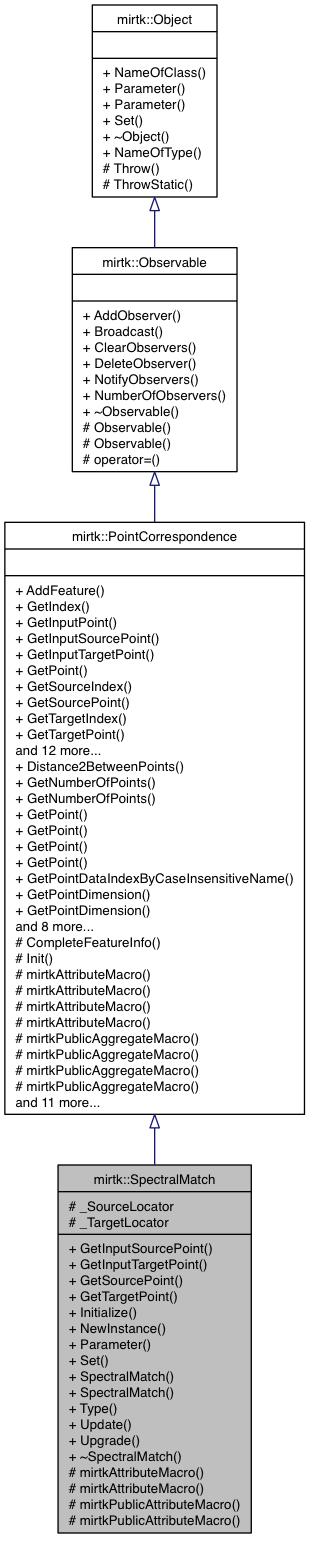 mirtk::Object
+ NameOfClass()
+ Parameter()
+ Parameter()
+ Set()
+ ~Object()
+ NameOfType()
# Throw()
# ThrowStatic()
mirtk::Observable
+ AddObserver()
+ Broadcast()
+ ClearObservers()
+ DeleteObserver()
+ NotifyObservers()
+ NumberOfObservers()
+ ~Observable()
# Observable()
# Observable()
# operator=()
mirtk::PointCorrespondence
+ AddFeature()
+ GetIndex()
+ GetInputPoint()
+ GetInputSourcePoint()
+ GetInputTargetPoint()
+ GetPoint()
+ GetSourceIndex()
+ GetSourcePoint()
+ GetTargetIndex()
+ GetTargetPoint()
and 12 more...
+ Distance2BetweenPoints()
+ GetNumberOfPoints()
+ GetNumberOfPoints()
+ GetPoint()
+ GetPoint()
+ GetPoint()
+ GetPoint()
+ GetPointDataIndexByCaseInsensitiveName()
+ GetPointDimension()
+ GetPointDimension()
and 8 more...
# CompleteFeatureInfo()
# Init()
# mirtkAttributeMacro()
# mirtkAttributeMacro()
# mirtkAttributeMacro()
# mirtkAttributeMacro()
# mirtkPublicAggregateMacro()
# mirtkPublicAggregateMacro()
# mirtkPublicAggregateMacro()
# mirtkPublicAggregateMacro()
and 11 more...
mirtk::SpectralMatch
# _SourceLocator
# _TargetLocator
+ GetInputSourcePoint()
+ GetInputTargetPoint()
+ GetSourcePoint()
+ GetTargetPoint()
+ Initialize()
+ NewInstance()
+ Parameter()
+ Set()
+ SpectralMatch()
+ SpectralMatch()
+ Type()
+ Update()
+ Upgrade()
+ ~SpectralMatch()
# mirtkAttributeMacro()
# mirtkAttributeMacro()
# mirtkPublicAttributeMacro()
# mirtkPublicAttributeMacro()